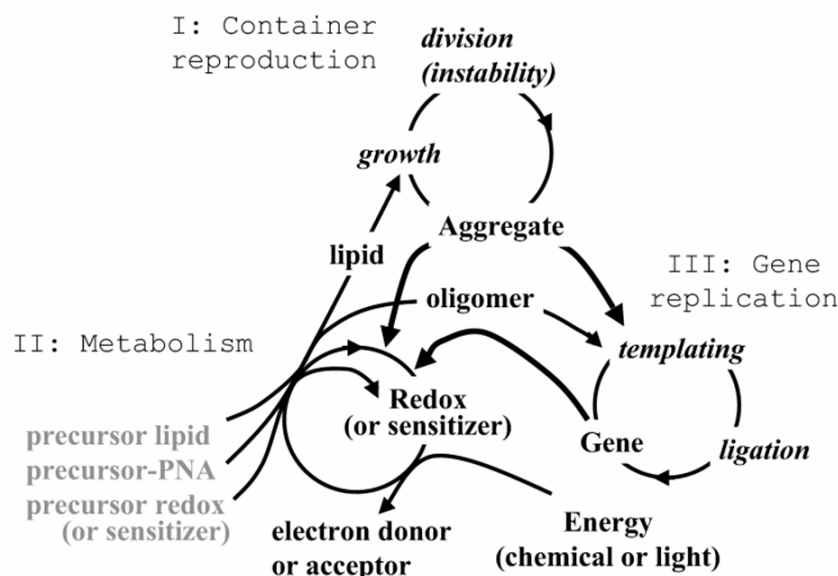 I: Container
reproduction
division
(instability)
growth
Aggregate
lipid
oligomer
III: Gene
replication
templating
II: Metabolism
Redox
(or sensitizer)
Gene
ligation
precursor lipid
precursor-PNA
precursor redox
(or sensitizer)
electron donor
or acceptor
Energy
(chemical or light)